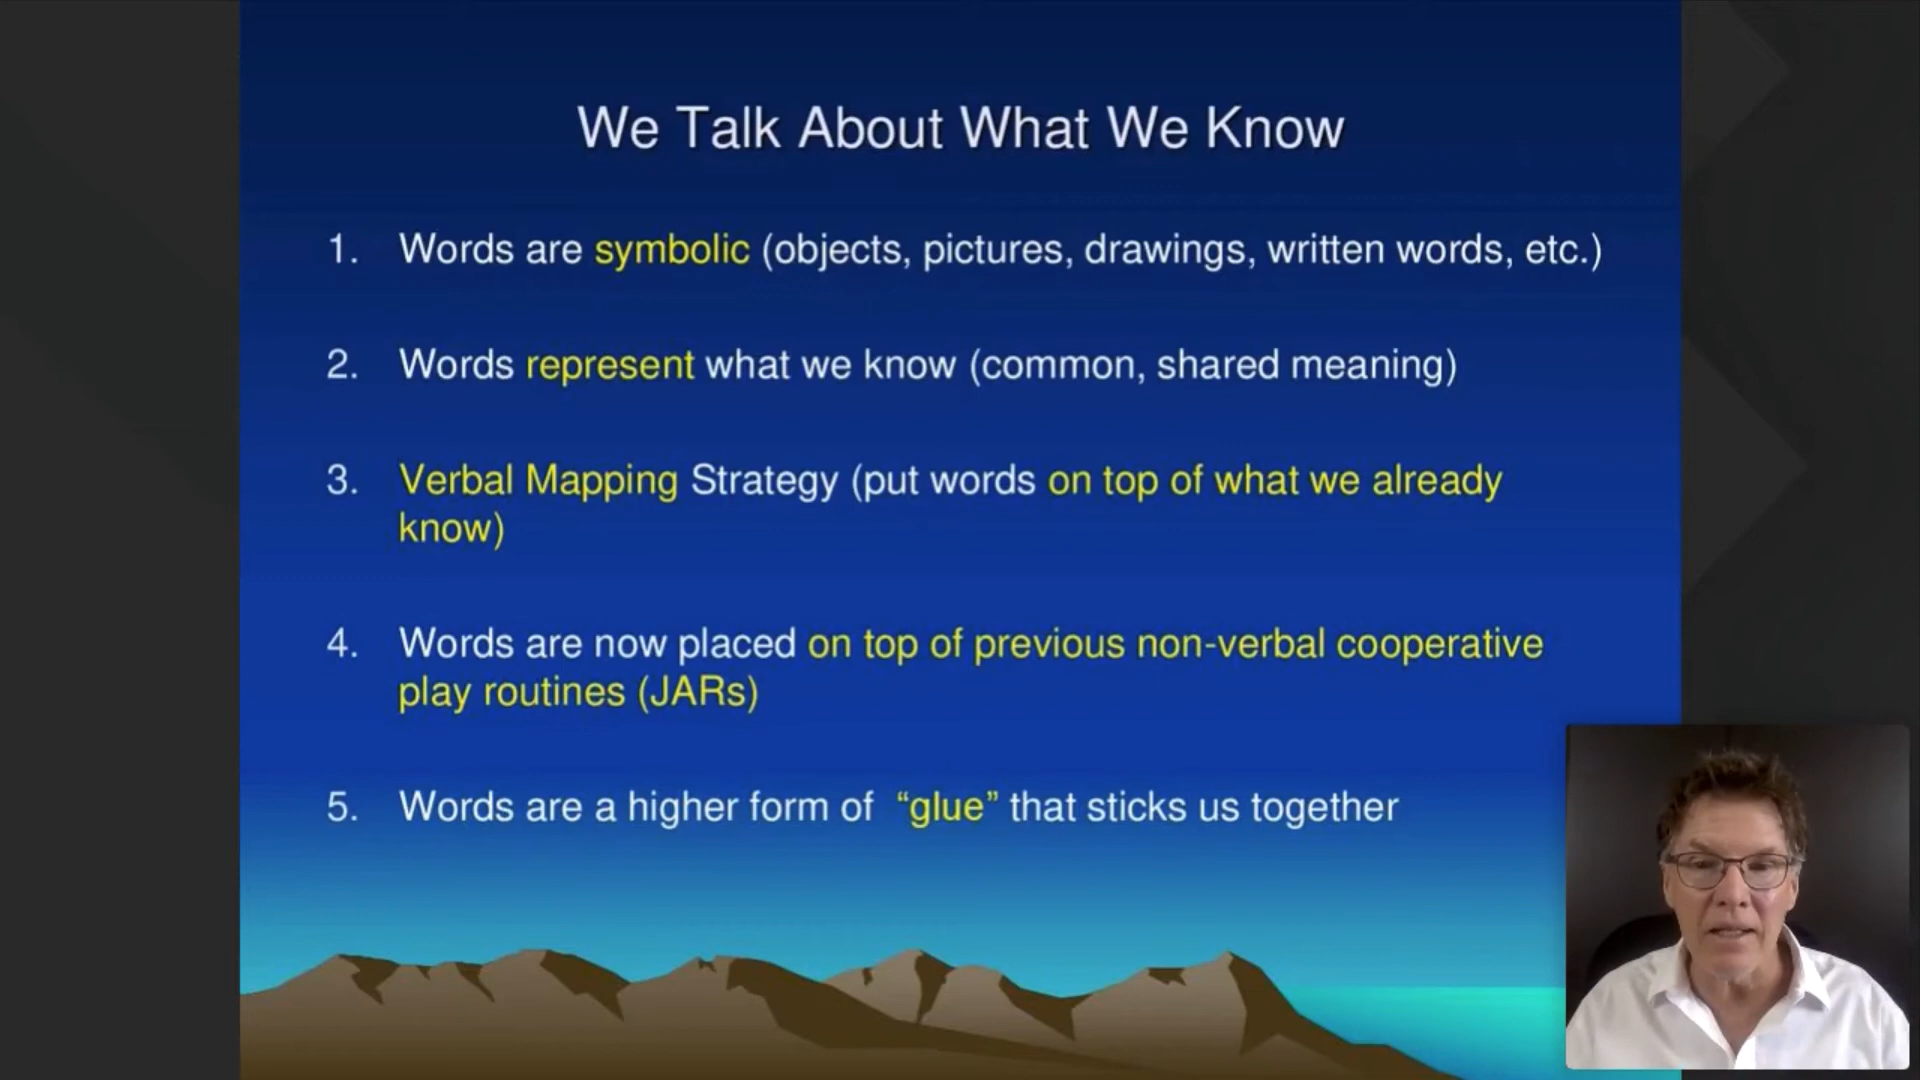 We Talk About What We Know
1. Words are symbolic (objects, pictures, drawings, written words, etc.)
2. Words represent what we know (common, shared meaning)
3. Verbal Mapping Strategy (put words on top of what we already
know)
4. Words are now placed on top of previous non-verbal cooperative
play routines (JARs)
5. Words are a higher form of “glue” that sticks us together